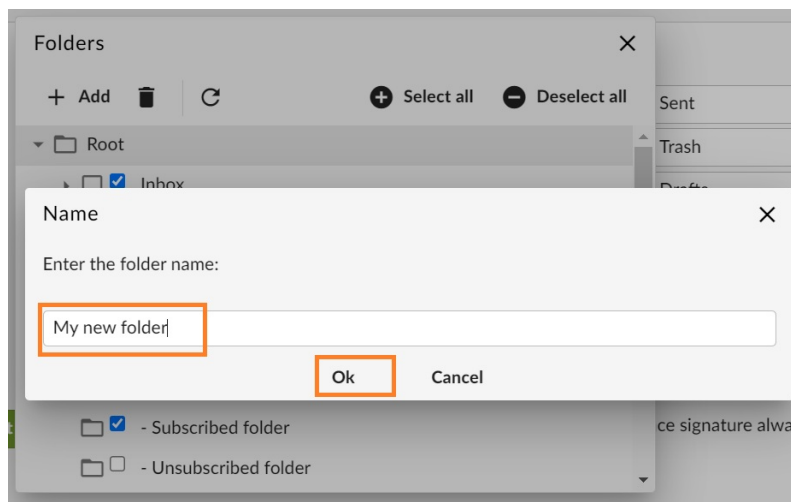 Folders
Add
Select all
Deselect all
Sent
Root
Trash
Inbox
Drafts
Name
Enter the folder name:
My new folder
Ok
Cancel
- Subscribed folder
ce signature alwa
- Unsubscribed folder